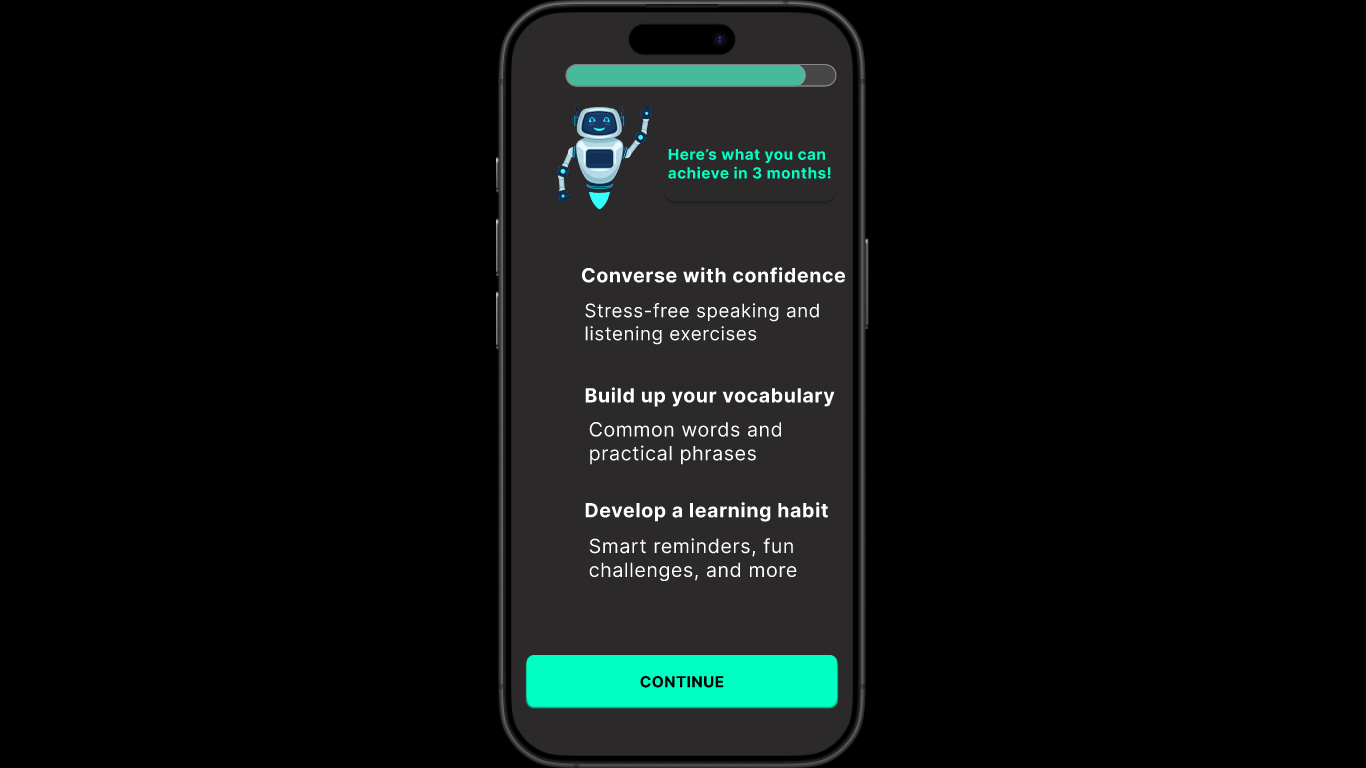 Here’s what you can
achieve in 3 months!
Converse with confidence
Stress-free speaking and
listening exercises
Build up your vocabulary
Common words and
practical phrases
Develop a learning habit
Smart reminders, fun
challenges, and more
CONTINUE